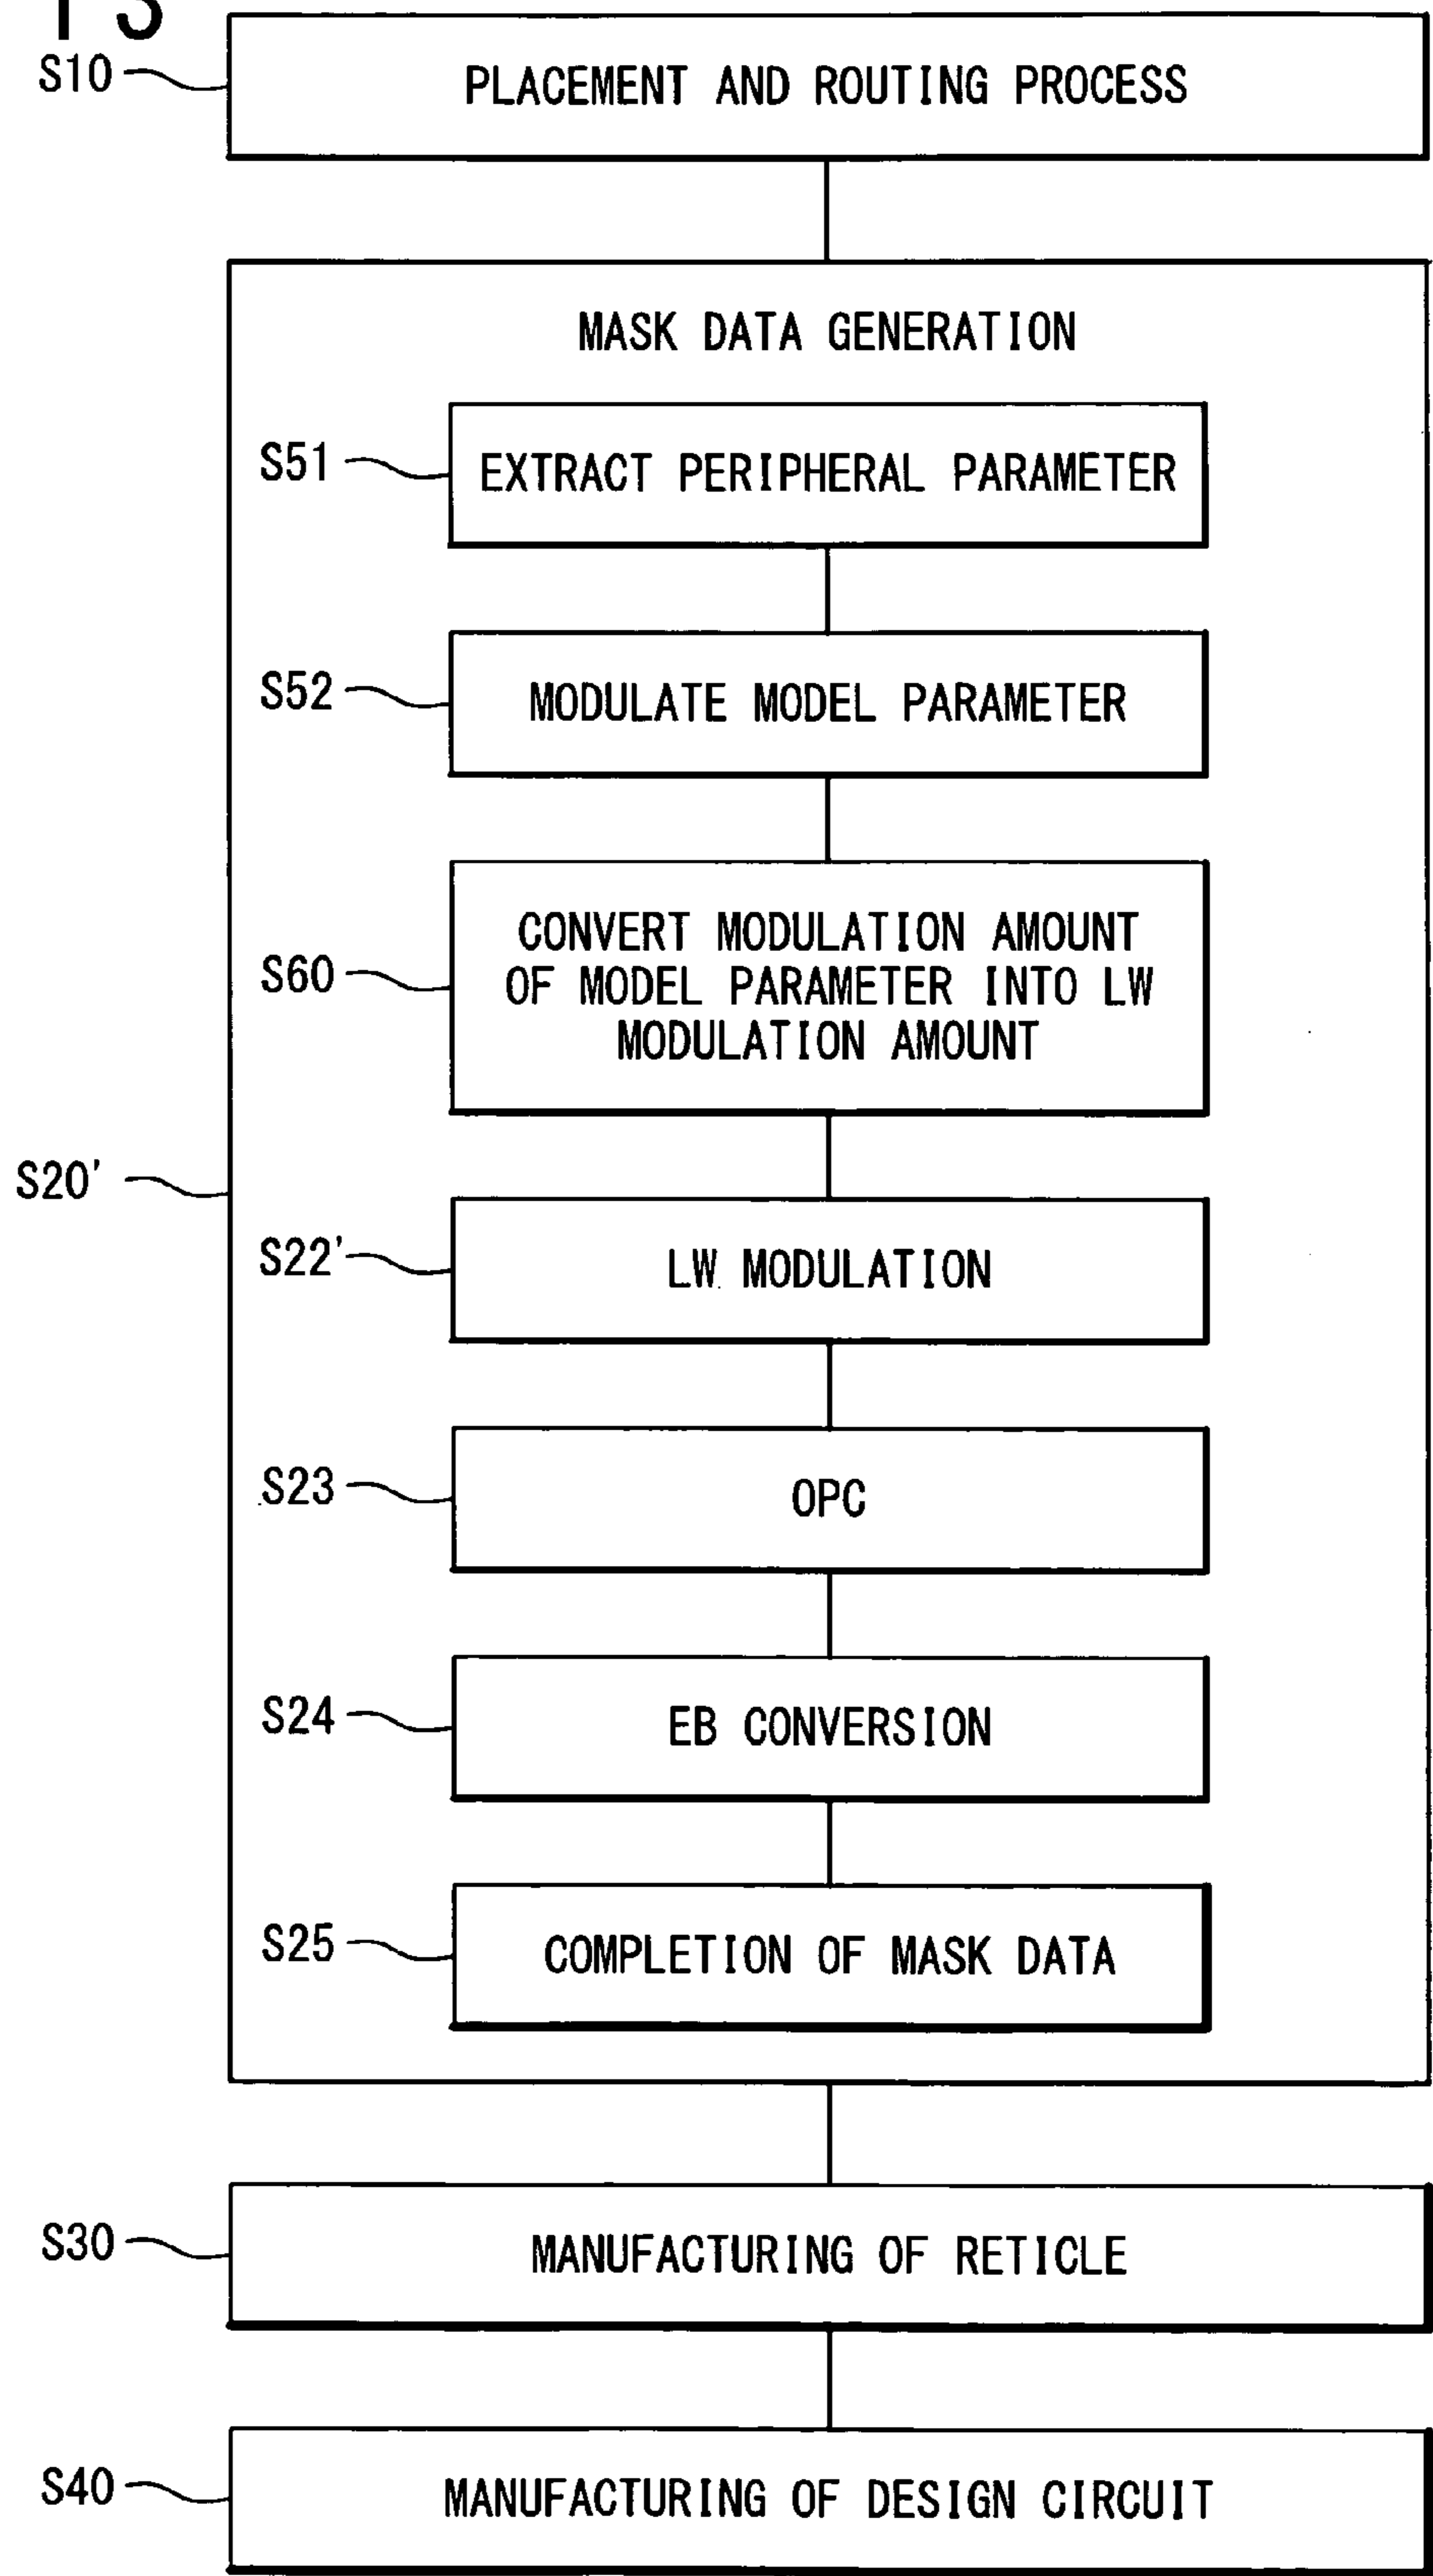 13
S10
PLACEMENT AND ROUTING PROCESS
MASK DATA GENERATION
S51
EXTRACT PERIPHERAL PARAMETER
S52
MODULATE MODEL PARAMETER
S60
CONVERT MODULATION AMOUNT
OF MODEL PARAMETER INTO LW
MODULATION AMOUNT
S20'
S22'
LW MODULATION
S23
OPC
S24
EB CONVERSION
S25
COMPLETION OF MASK DATA
S30
MANUFACTURING OF RETICLE
S40
MANUFACTURING OF DESIGN CIRCUIT